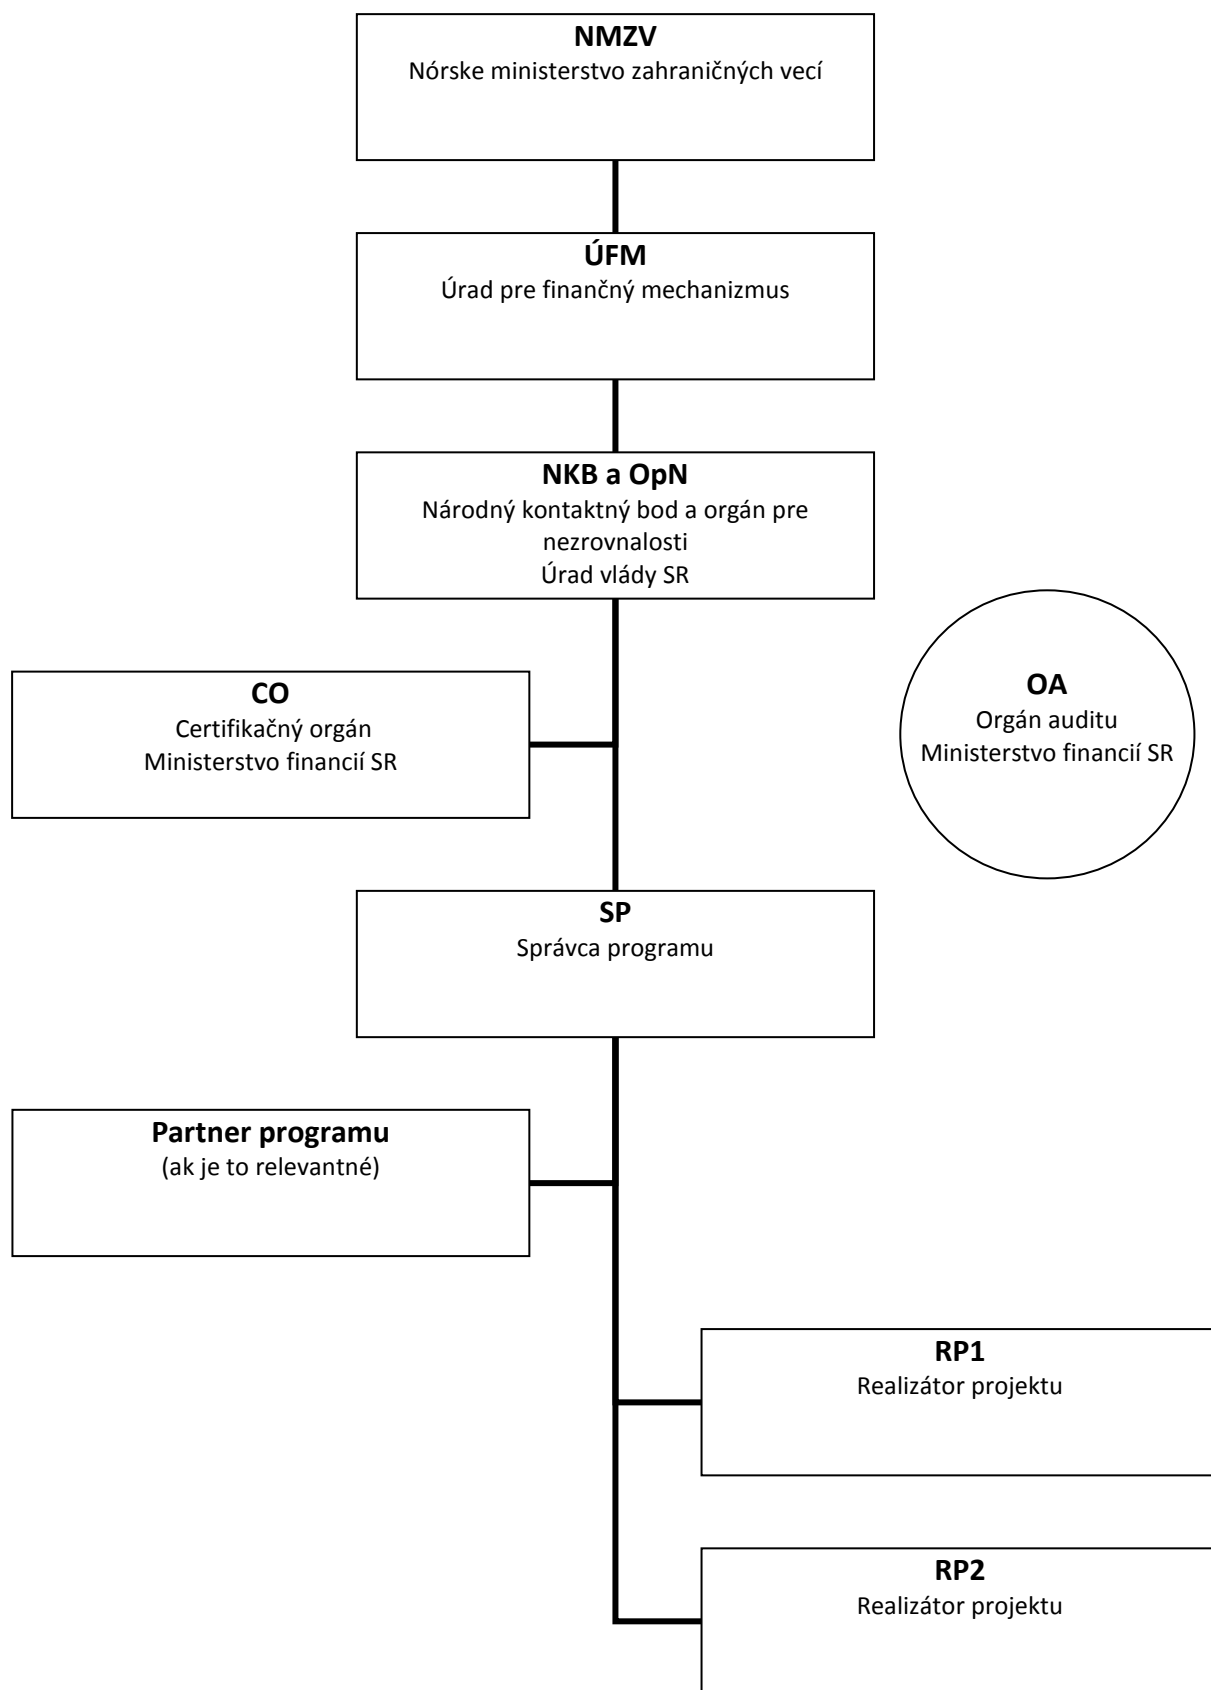 NMZV
Nórske ministerstvo zahraničných vecí
ÚFM
Úrad pre finančný mechanizmus
NKB a OpN
Národný kontaktný bod a orgán pre
nezrovnalosti
Úrad vlády SR
CO
Certifikačný orgán
Ministerstvo financií SR
OA
Orgán auditu
Ministerstvo financií SR
SP
Správca programu
Partner programu
(ak je to relevantné)
RP1
Realizátor projektu
RP2
Realizátor projektu